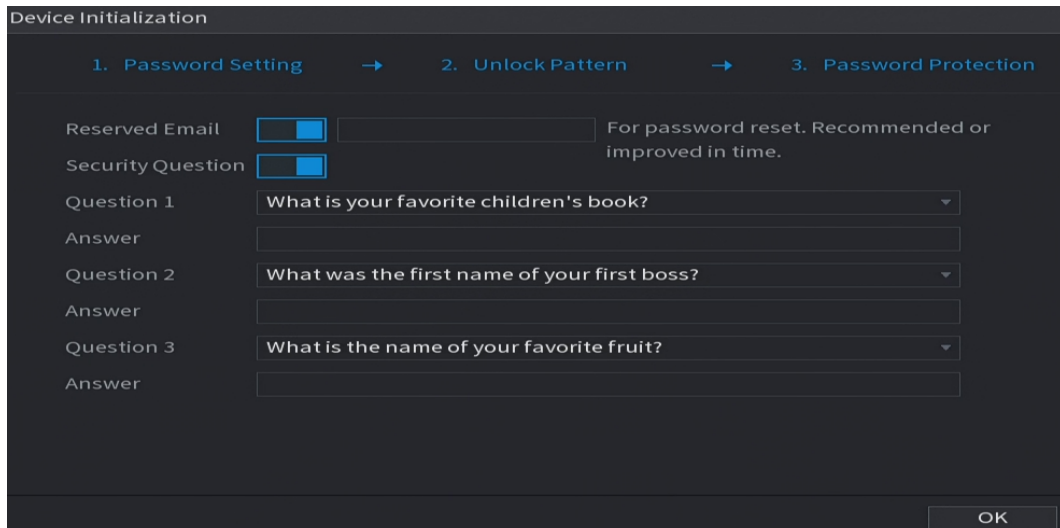 Device Initialization
1. Password Setting → 2. Unlock Pattern → 3. Password Protection
Reserved Email For password reset. Recommended or
improved in time.
Security Question
Question 1 What is your favorite children's book?
Answer
Question 2 What was the first name of your first boss?
Answer
Question 3 What is the name of your favorite fruit?
Answer
OK